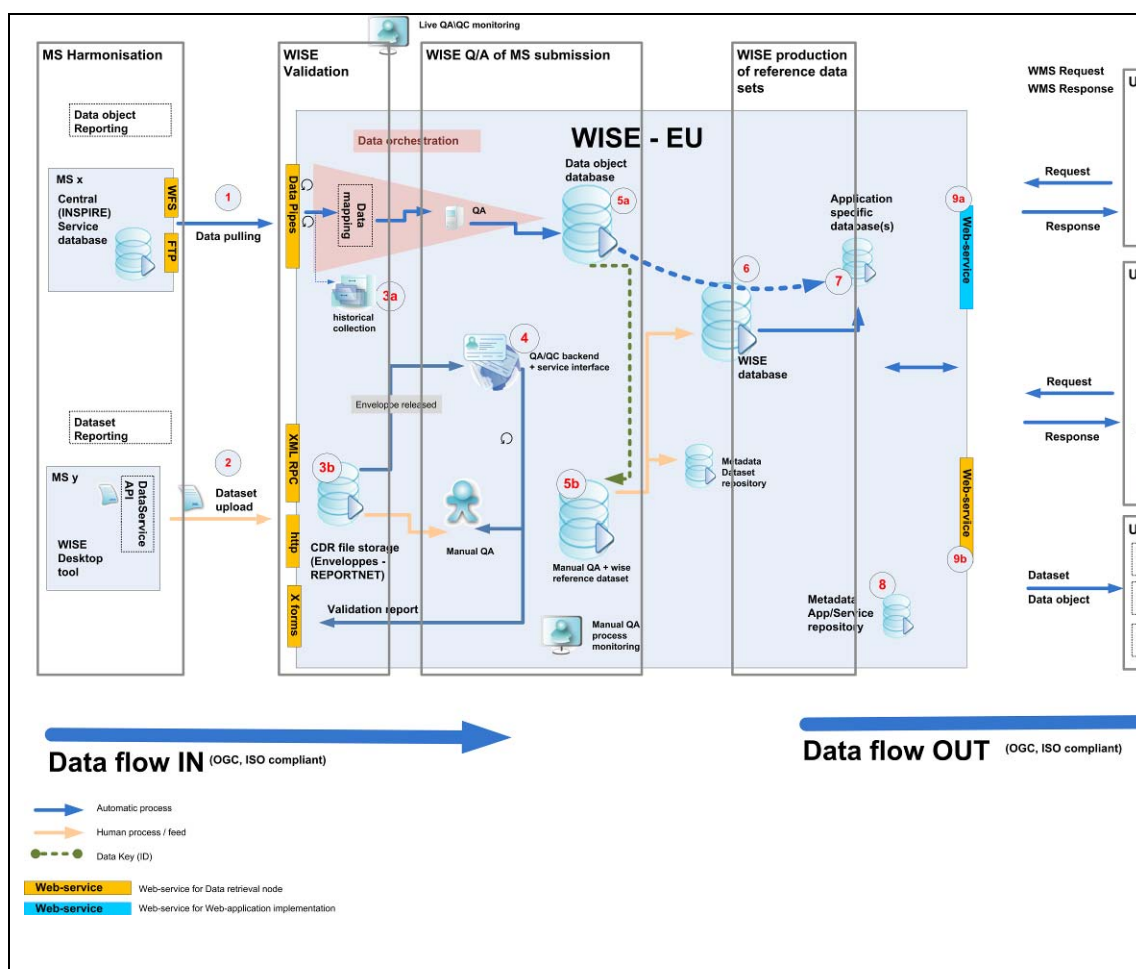 Live QA\QC monitoring
MS Harmonisation
WISE
Validation
WISE Q/A of MS submission
WISE production
of reference data
sets
WMS Request
WMS Response
U
Data object
Reporting
WISE - EU
Data orchestration
MS x
Central
(INSPIRE)
Service
database
WFS
FTP
1
Data pulling
Data Pipes
Data
mapping
QA
Data object
database
5a
Application
specific
database(s)
9a
Web-service
Request
Response
historical
collection
3a
6
7
WISE
database
4
QA/QC backend
+ service interface
Enveloppe released
U
Request
Response
Dataset
Reporting
MS y
DataService
API
WISE
Desktop
tool
2
Dataset
upload
XML RPC
http
X forms
3b
CDR file storage
(Enveloppes -
REPORTNET)
Manual QA
Validation report
5b
Manual QA + wise
reference dataset
Metadata
Dataset
repository
Web-service
9b
U
Dataset
Data object
8
Metadata
App/Service
repository
Manual QA
process
monitoring
Data flow IN (OGC, ISO compliant)
Data flow OUT (OGC, ISO compliant)
Automatic process
Human process / feed
Data Key (ID)
Web-service
Web-service for Data retrieval node
Web-service
Web-service for Web-application implementation